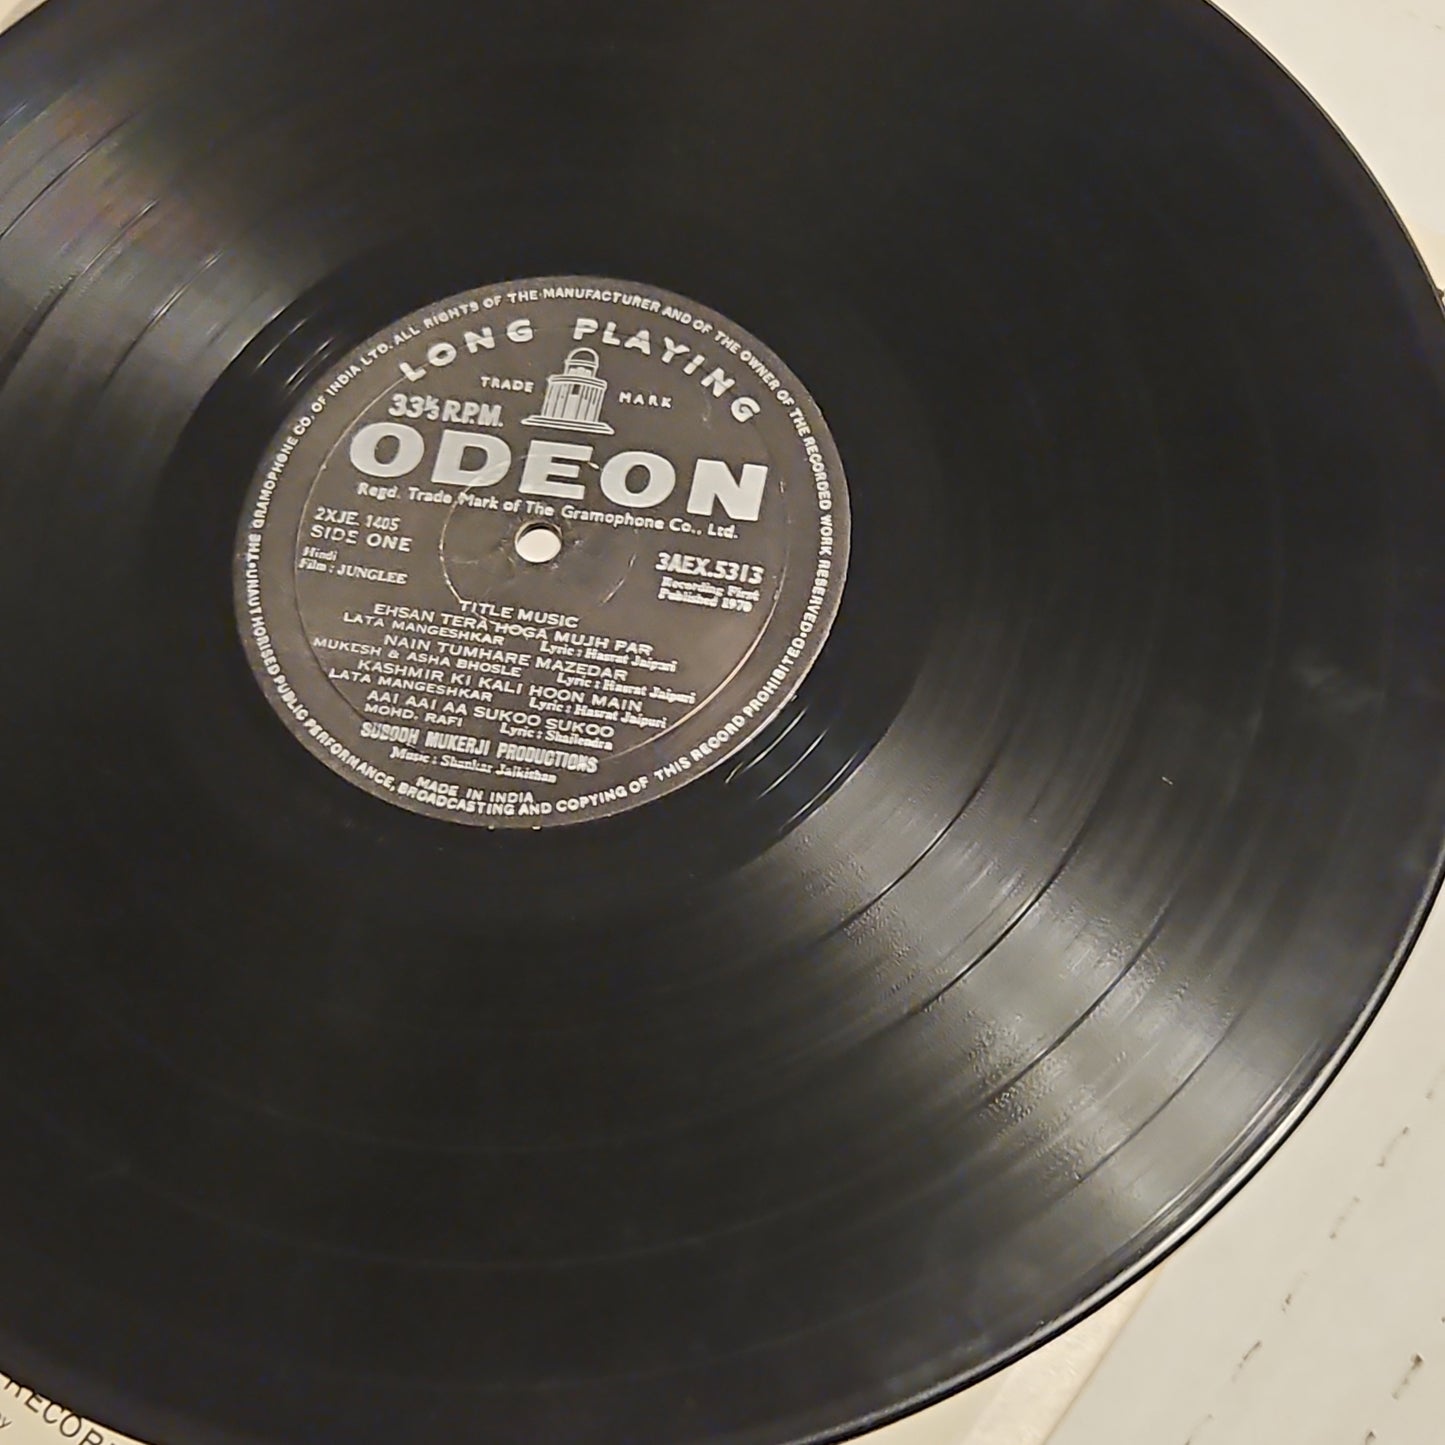 THE GRAMOPHONE CO. OF INDIA LTD. ALL RIGHTS OF THE MANUFACTURER AND OF THE OWNER OF THE RECORDED WORK RESERVED • UNAUTHORISED PUBLIC PERFORMANCE, BROADCASTING AND COPYING OF THIS RECORD PROHIBITED •
LONG PLAYING
TRADE MARK
33⅓ R.P.M.
ODEON
Regd. Trade Mark of The Gramophone Co., Ltd.
2XJE. 1405
SIDE ONE
3AEX.5313
Hindi
Film : JUNGLEE
Recording First
Published 1970
TITLE MUSIC
EHSAN TERA HOGA MUJH PAR
LATA MANGESHKAR Lyric : Hasrat Jaipuri
NAIN TUMHARE MAZEDAR
MUKESH & ASHA BHOSLE Lyric : Hasrat Jaipuri
KASHMIR KI KALI HOON MAIN
LATA MANGESHKAR Lyric : Hasrat Jaipuri
AAI AAI AA SUKOO SUKOO
MOHD. RAFI Lyric : Shailendra
SUBODH MUKERJI PRODUCTIONS
Music : Shankar Jaikishan
MADE IN INDIA